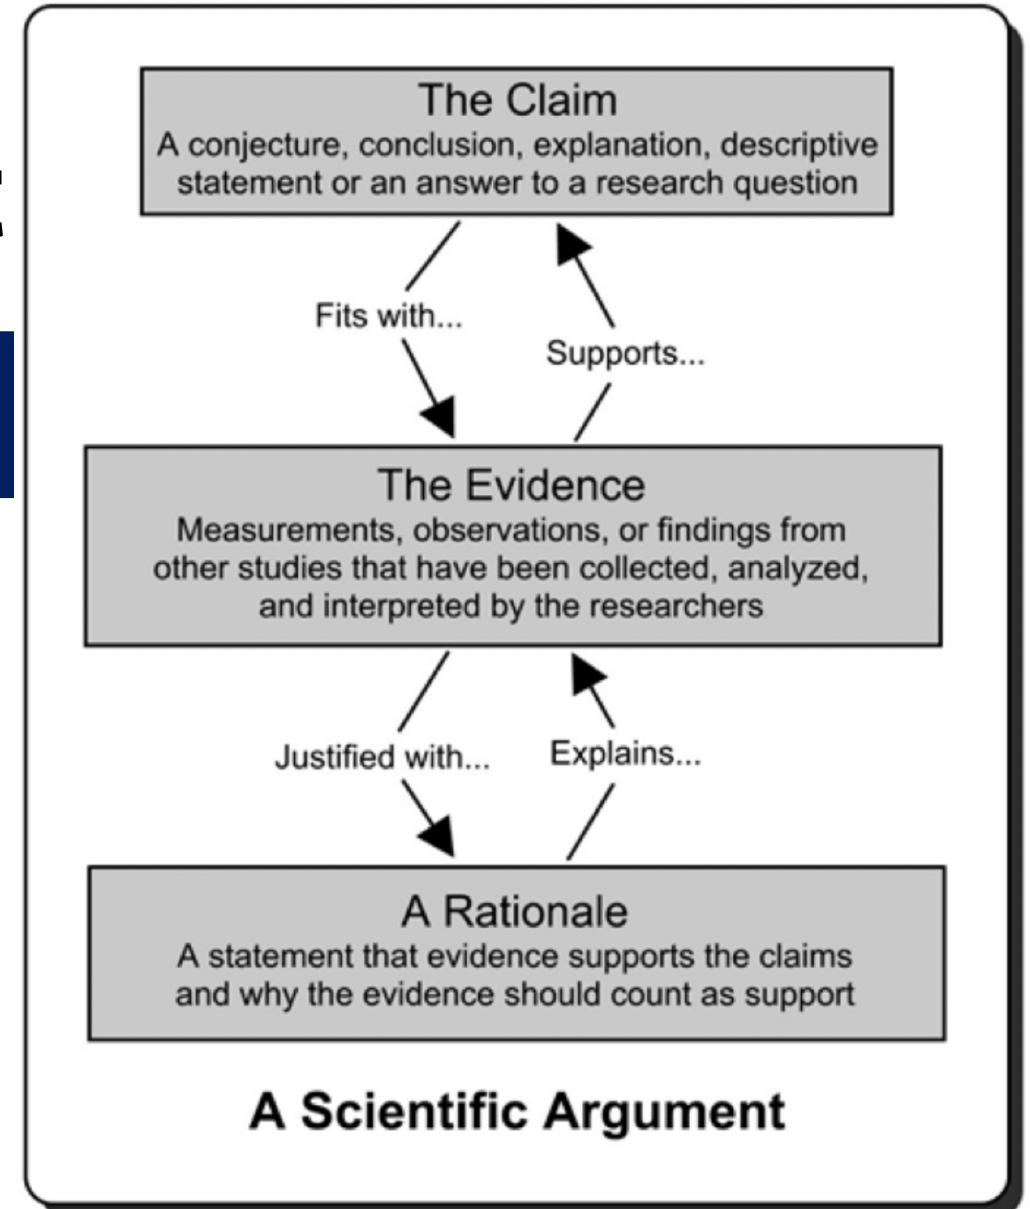 The Claim
A conjecture, conclusion, explanation, descriptive
statement or an answer to a research question
Fits with...
Supports...
The Evidence
Measurements, observations, or findings from
other studies that have been collected, analyzed,
and interpreted by the researchers
Justified with...
Explains...
A Rationale
A statement that evidence supports the claims
and why the evidence should count as support
A Scientific Argument